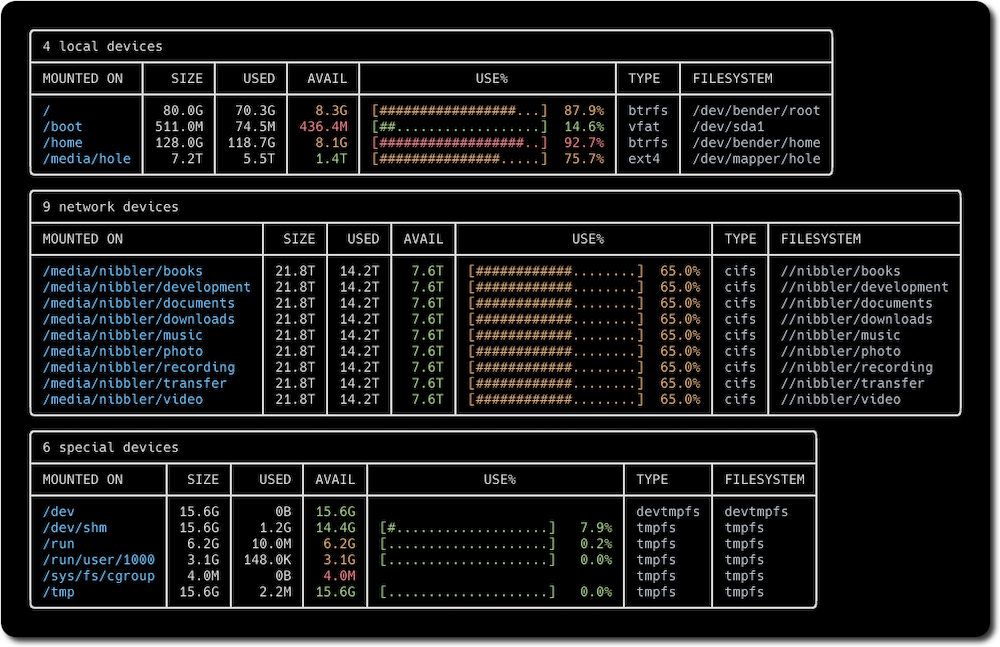 4 local devices
MOUNTED ON SIZE USED AVAIL USE% TYPE FILESYSTEM
/ 80.0G 70.3G 8.3G [#################...] 87.9% btrfs /dev/bender/root
/boot 511.0M 74.5M 436.4M [##..................] 14.6% vfat /dev/sda1
/home 128.0G 118.7G 8.1G [##################..] 92.7% btrfs /dev/bender/home
/media/hole 7.2T 5.5T 1.4T [###############.....] 75.7% ext4 /dev/mapper/hole
9 network devices
MOUNTED ON SIZE USED AVAIL USE% TYPE FILESYSTEM
/media/nibbler/books 21.8T 14.2T 7.6T [############........] 65.0% cifs //nibbler/books
/media/nibbler/development 21.8T 14.2T 7.6T [############........] 65.0% cifs //nibbler/development
/media/nibbler/documents 21.8T 14.2T 7.6T [############........] 65.0% cifs //nibbler/documents
/media/nibbler/downloads 21.8T 14.2T 7.6T [############........] 65.0% cifs //nibbler/downloads
/media/nibbler/music 21.8T 14.2T 7.6T [############........] 65.0% cifs //nibbler/music
/media/nibbler/photo 21.8T 14.2T 7.6T [############........] 65.0% cifs //nibbler/photo
/media/nibbler/recording 21.8T 14.2T 7.6T [############........] 65.0% cifs //nibbler/recording
/media/nibbler/transfer 21.8T 14.2T 7.6T [############........] 65.0% cifs //nibbler/transfer
/media/nibbler/video 21.8T 14.2T 7.6T [############........] 65.0% cifs //nibbler/video
6 special devices
MOUNTED ON SIZE USED AVAIL USE% TYPE FILESYSTEM
/dev 15.6G 0B 15.6G devtmpfs devtmpfs
/dev/shm 15.6G 1.2G 14.4G [#...................] 7.9% tmpfs tmpfs
/run 6.2G 10.0M 6.2G [....................] 0.2% tmpfs tmpfs
/run/user/1000 3.1G 148.0K 3.1G [....................] 0.0% tmpfs tmpfs
/sys/fs/cgroup 4.0M 0B 4.0M tmpfs tmpfs
/tmp 15.6G 2.2M 15.6G [....................] 0.0% tmpfs tmpfs